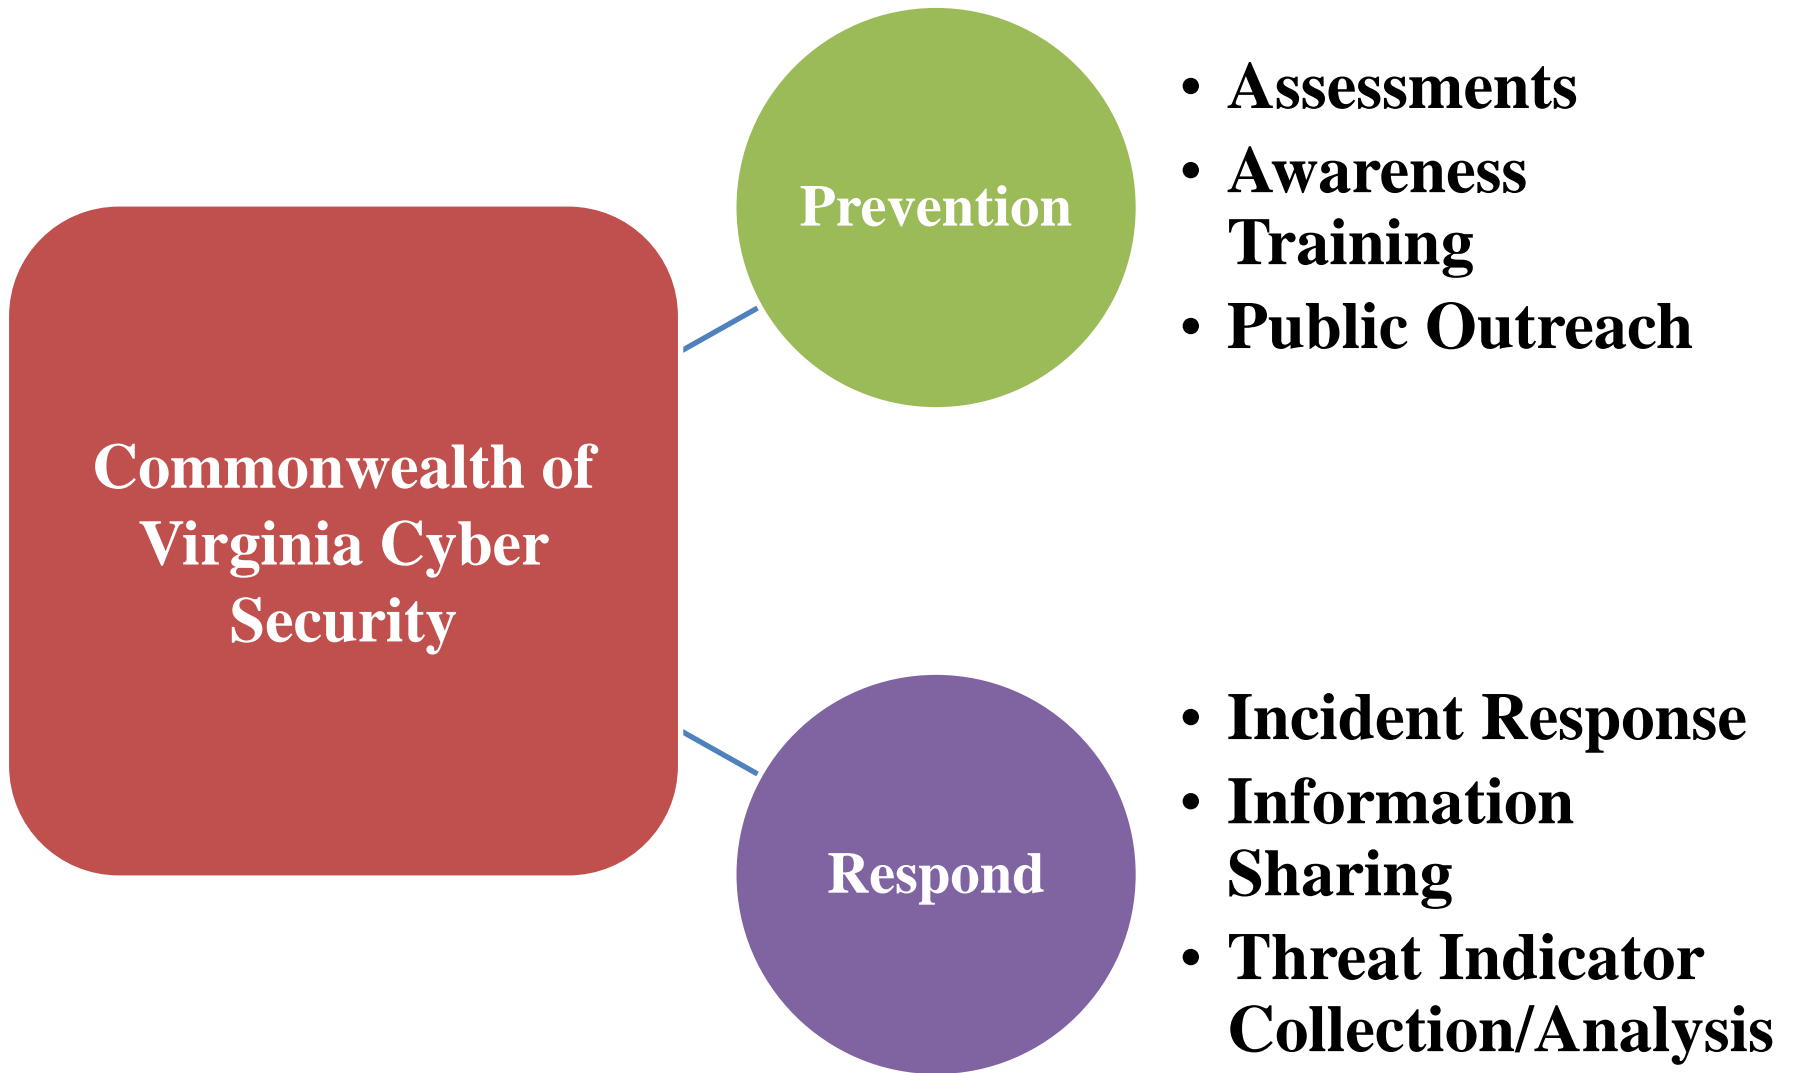 Commonwealth of
Virginia Cyber
Security
Prevention
• Assessments
• Awareness
Training
• Public Outreach
Respond
• Incident Response
• Information
Sharing
• Threat Indicator
Collection/Analysis